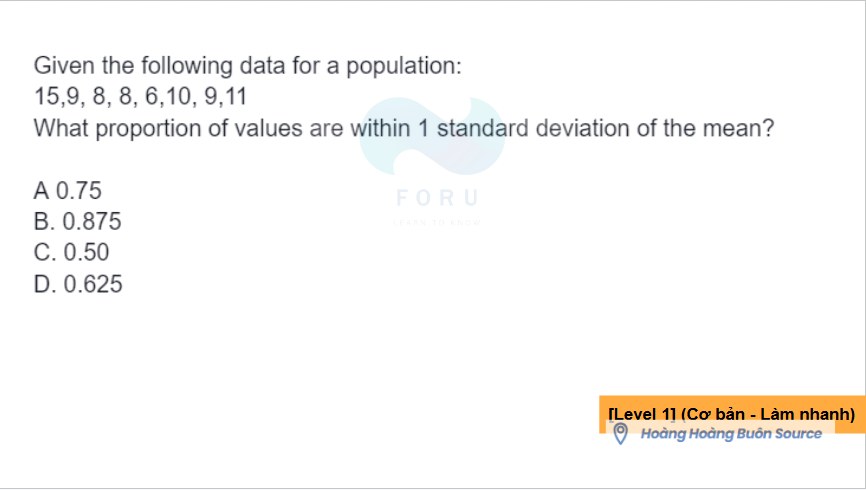 Given the following data for a population:
15,9, 8, 8, 6,10, 9,11
What proportion of values are within 1 standard deviation of the mean?
A 0.75
B. 0.875
C. 0.50
D. 0.625
FORU
[Level 1] (Cơ bản - Làm nhanh)
Hoàng Hoàng Buôn Source